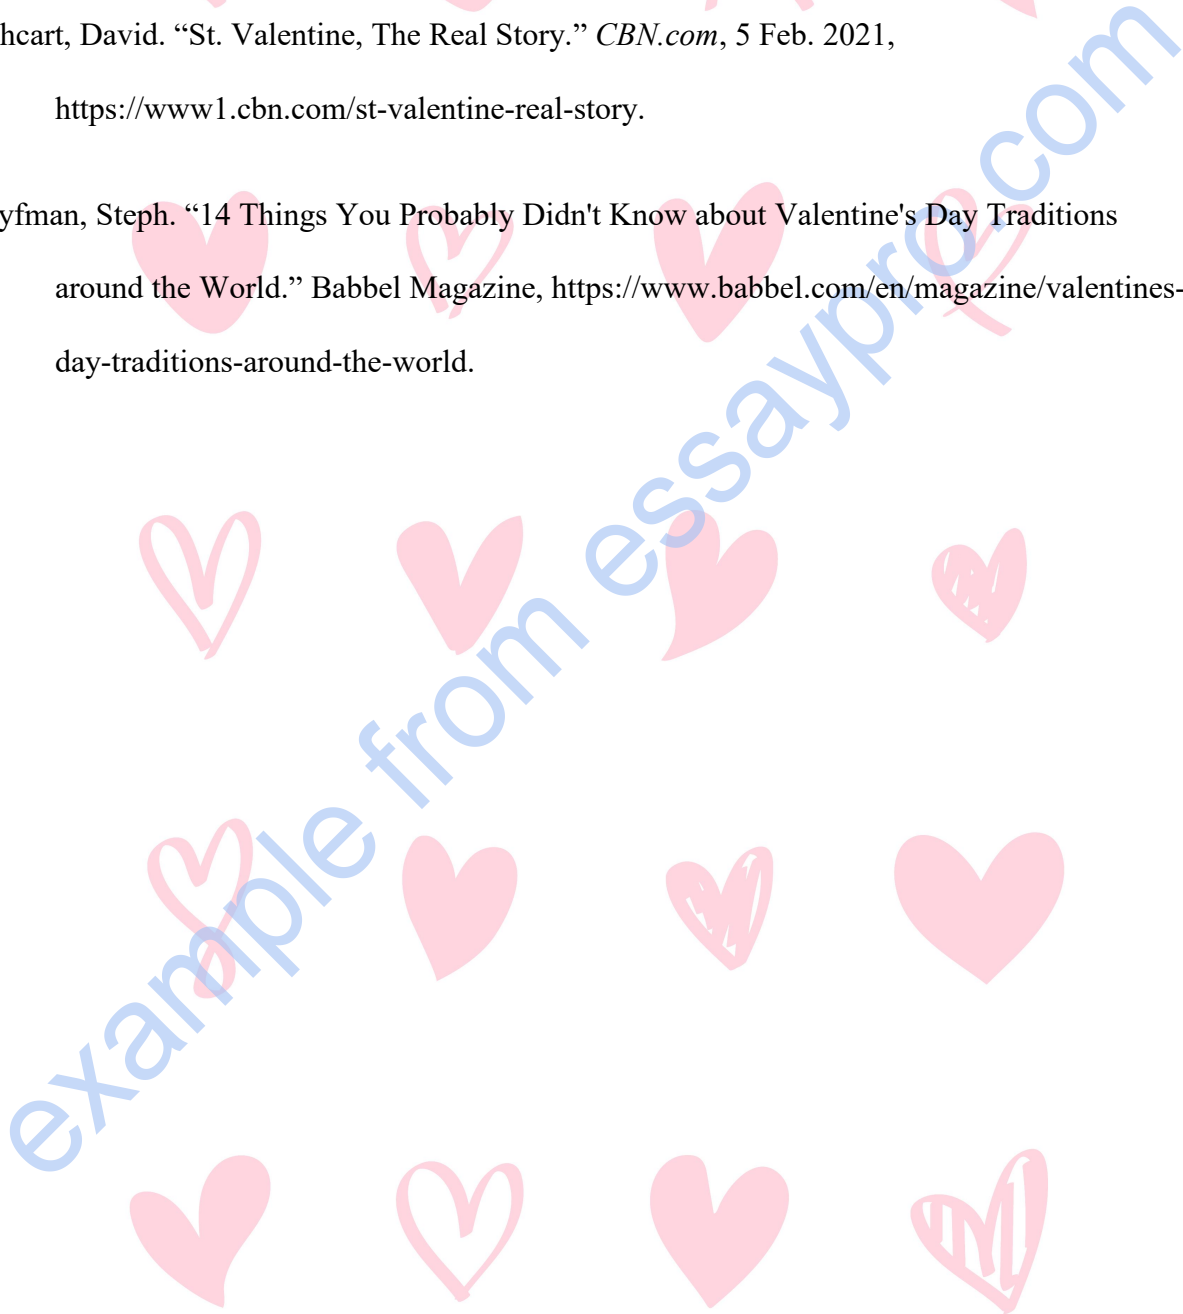 hcart, David. “St. Valentine, The Real Story.” CBN.com, 5 Feb. 2021,
https://www1.cbn.com/st-valentine-real-story.
yfman, Steph. “14 Things You Probably Didn't Know about Valentine's Day Traditions
around the World.” Babbel Magazine, https://www.babbel.com/en/magazine/valentines-
day-traditions-around-the-world.
example from essaypro.com